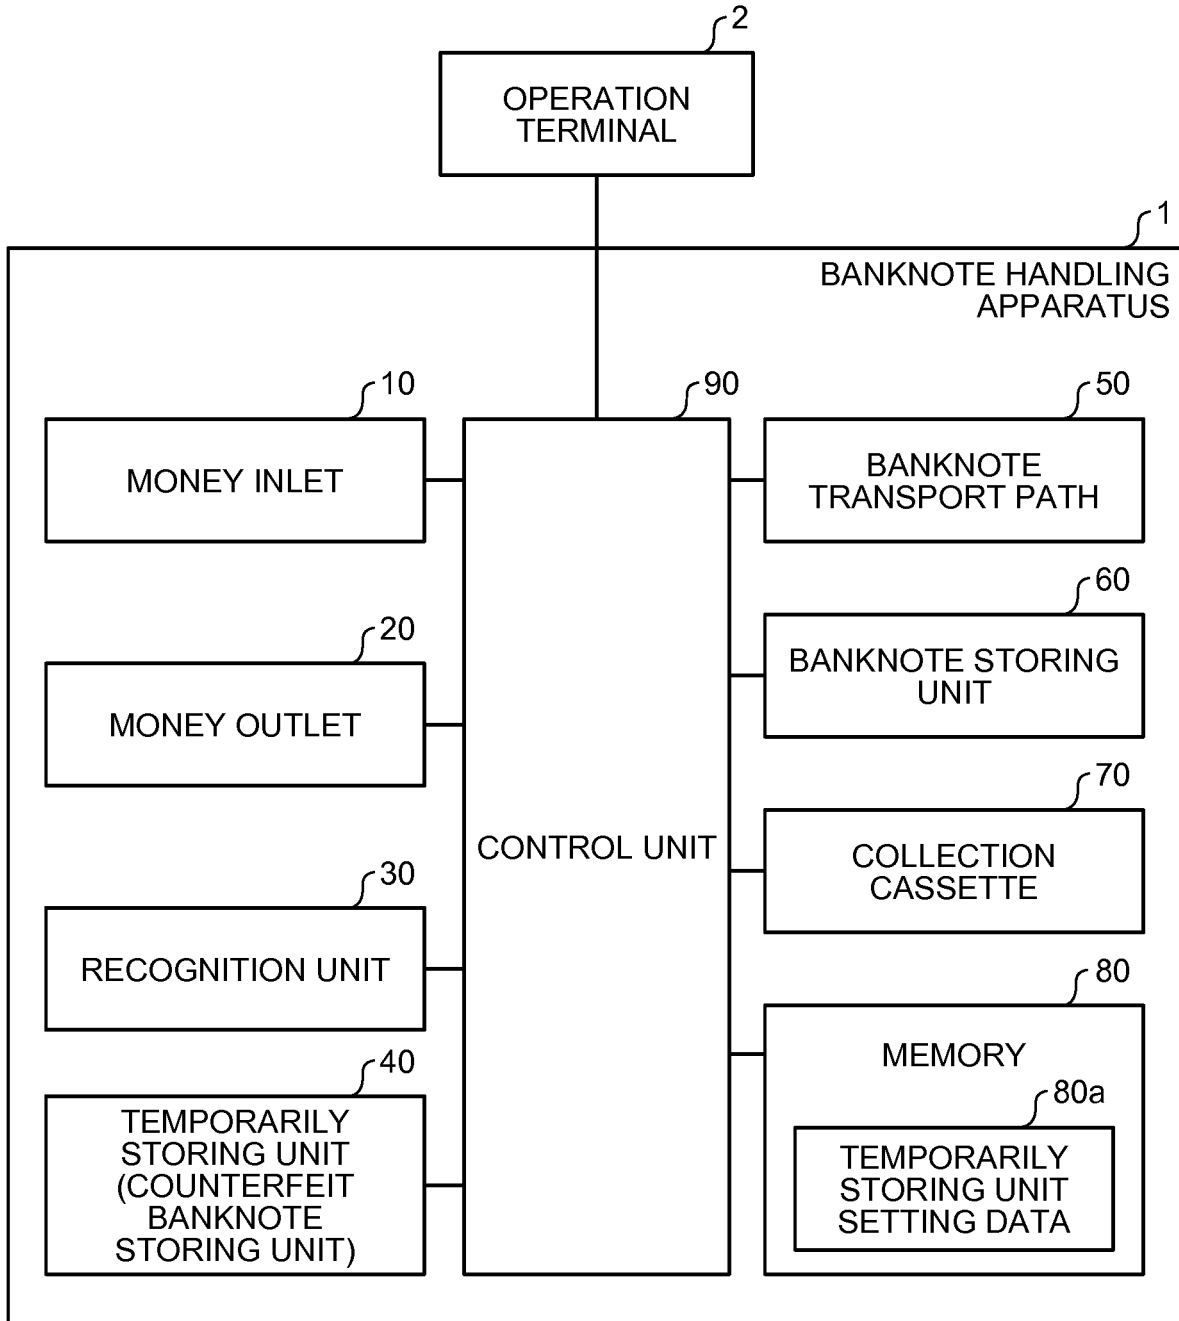 2
OPERATION
TERMINAL
1
BANKNOTE HANDLING
APPARATUS
10
MONEY INLET
90
CONTROL UNIT
50
BANKNOTE
TRANSPORT PATH
20
MONEY OUTLET
60
BANKNOTE STORING
UNIT
30
RECOGNITION UNIT
70
COLLECTION
CASSETTE
40
TEMPORARILY
STORING UNIT
(COUNTERFEIT
BANKNOTE
STORING UNIT)
80
MEMORY
80a
TEMPORARILY
STORING UNIT
SETTING DATA